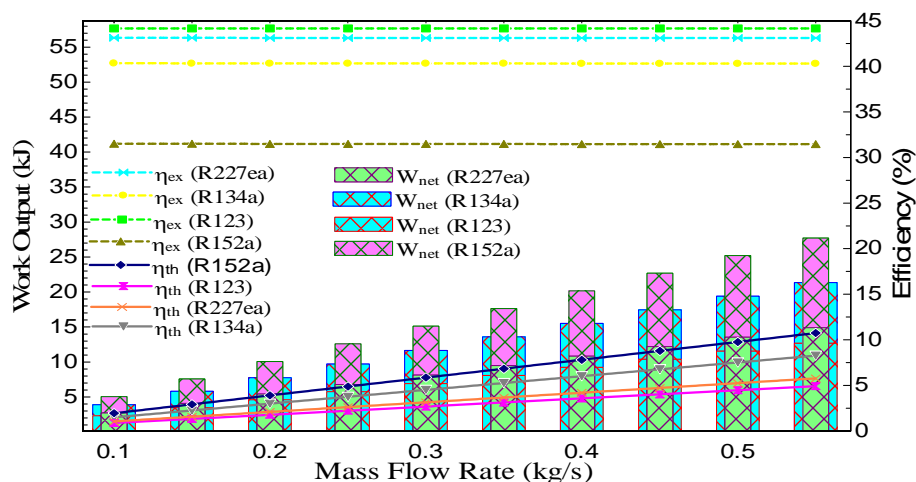 Work Output (kJ)
55
50
45
40
35
30
25
20
15
10
5
ηex (R227ea)
ηex (R134a)
ηex (R123)
ηex (R152a)
ηth (R152a)
ηth (R123)
ηth (R227ea)
ηth (R134a)
Wnet (R227ea)
Wnet (R134a)
Wnet (R123)
Wnet (R152a)
45
40
35
30
25
20
15
10
5
0
Efficiency (%)
0.1 0.2 0.3 0.4 0.5
Mass Flow Rate (kg/s)